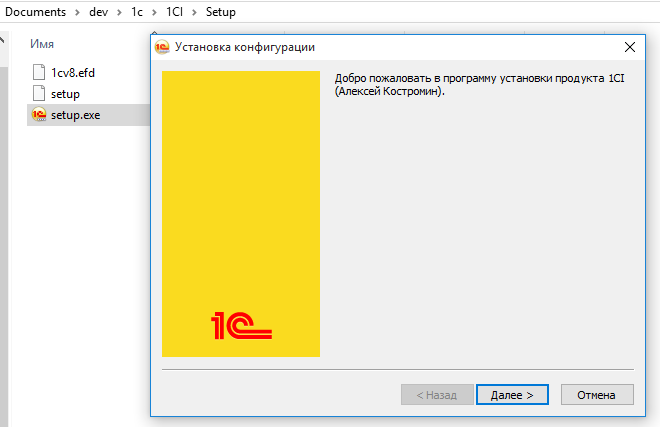 Documents > dev > 1c > 1CI > Setup
Имя
1cv8.efd
setup
setup.exe
Установка конфигурации
Добро пожаловать в программу установки продукта 1CI
(Алексей Костромин).
1С
< Назад
Далее >
Отмена